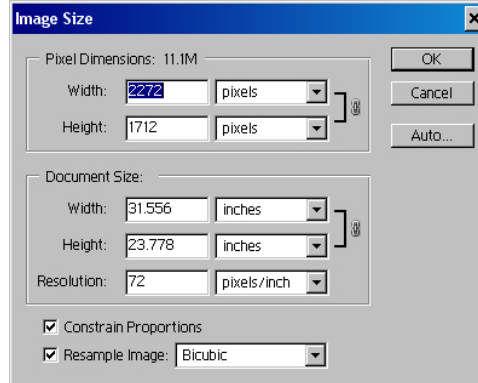 Image Size
Pixel Dimensions: 11.1M
Width: 2272 pixels
Height: 1712 pixels
OK
Cancel
Auto...
Document Size:
Width: 31.556 inches
Height: 23.778 inches
Resolution: 72 pixels/inch
Constrain Proportions
Resample Image: Bicubic